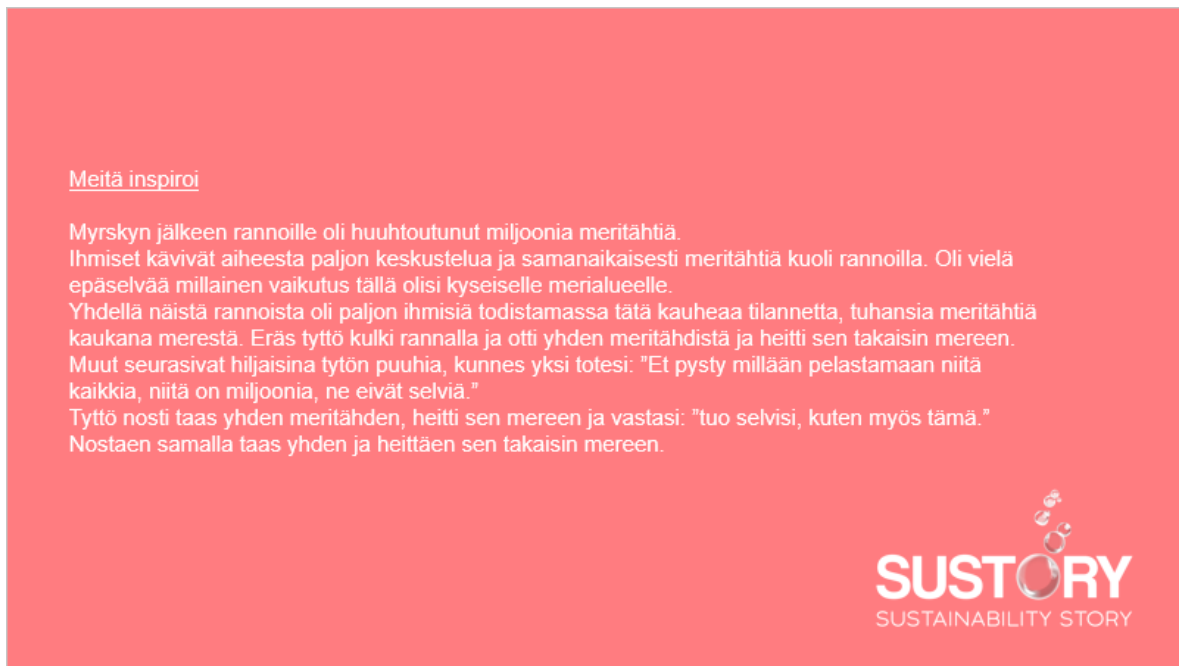 Meitä inspiroi
Myrskyn jälkeen rannoille oli huuhtoutunut miljoonia meritähtiä.
Ihmiset kävivät aiheesta paljon keskustelua ja samanaikaisesti meritähtiä kuoli rannoilla. Oli vielä
epäselvää millainen vaikutus tällä olisi kyseiselle merialueelle.
Yhdellä näistä rannoista oli paljon ihmisiä todistamassa tätä kauheaa tilannetta, tuhansia meritähtiä
kaukana merestä. Eräs tyttö kulki rannalla ja otti yhden meritähdistä ja heitti sen takaisin mereen.
Muut seurasivat hiljaisina tytön puuhia, kunnes yksi totesi: ”Et pysty millään pelastamaan niitä
kaikkia, niitä on miljoonia, ne eivät selviä.”
Tyttö nosti taas yhden meritähden, heitti sen mereen ja vastasi: ”tuo selvisi, kuten myös tämä.”
Nostaen samalla taas yhden ja heittäen sen takaisin mereen.
SUSTORY
SUSTAINABILITY STORY